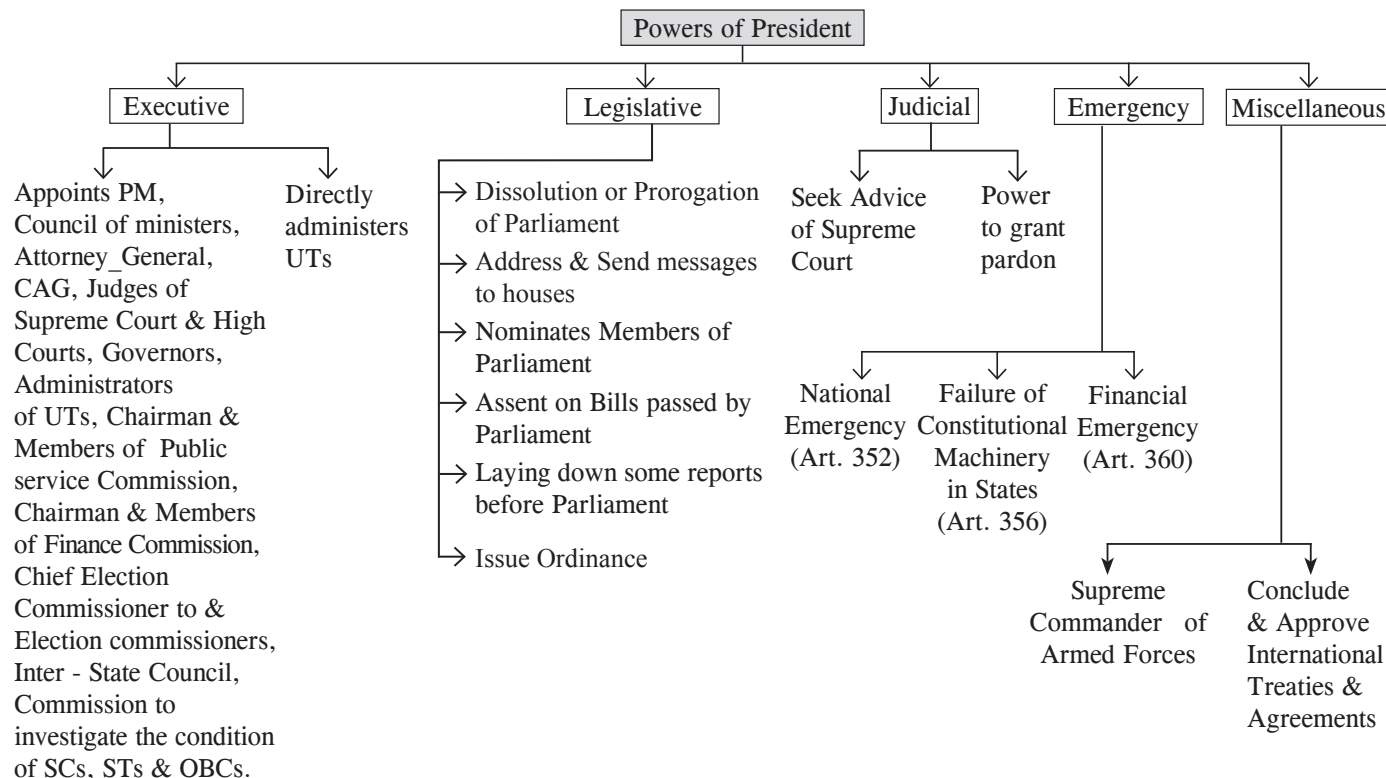 Powers of President
Executive
Legislative
Judicial
Emergency
Miscellaneous
Appoints PM,
Council of ministers,
Attorney_General,
CAG, Judges of
Supreme Court & High
Courts, Governors,
Administrators
of UTs, Chairman &
Members of Public
service Commission,
Chairman & Members
of Finance Commission,
Chief Election
Commissioner to &
Election commissioners,
Inter - State Council,
Commission to
investigate the condition
of SCs, STs & OBCs.
Directly
administers
UTs
Dissolution or Prorogation
of Parliament
Address & Send messages
to houses
Nominates Members of
Parliament
Assent on Bills passed by
Parliament
Laying down some reports
before Parliament
Issue Ordinance
Seek Advice
of Supreme
Court
Power
to grant
pardon
National
Emergency
(Art. 352)
Failure of
Constitutional
Machinery
in States
(Art. 356)
Financial
Emergency
(Art. 360)
Supreme
Commander of
Armed Forces
Conclude
& Approve
International
Treaties &
Agreements